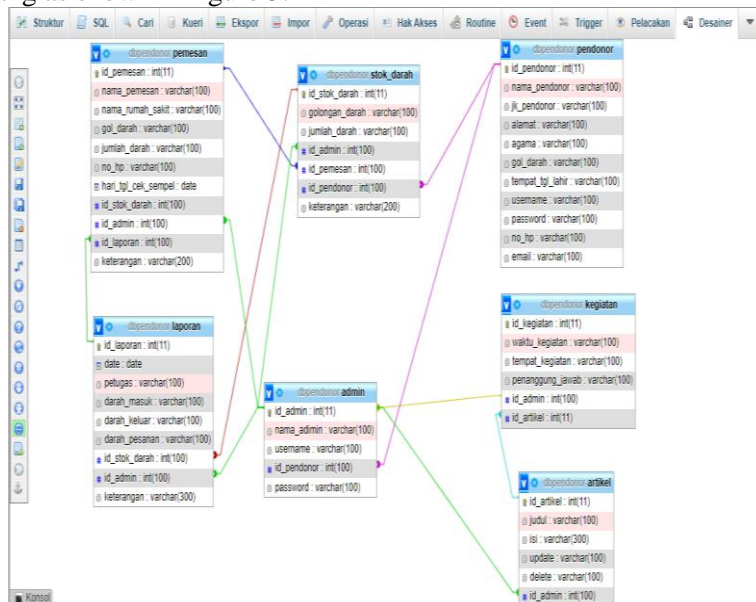 Struktur SQL Cari Kueri Ekspor Impor Operasi Hak Akses Routine Event Trigger Pelacakan Desainer
dbpendonor pemesan
id_pemesan : int(11)
nama_pemesan : varchar(100)
nama_rumah_sakit : varchar(100)
gol_darah : varchar(100)
jumlah_darah : varchar(100)
no_hp : varchar(100)
hari_tgl_cek_sempel : date
id_stok_darah : int(100)
id_admin : int(100)
id_laporan : int(100)
keterangan : varchar(200)
dbpendonor stok_darah
id_stok_darah : int(11)
golongan_darah : varchar(100)
jumlah_darah : varchar(100)
id_admin : int(100)
id_pemesan : int(100)
id_pendonor : int(100)
keterangan : varchar(200)
dbpendonor pendonor
id_pendonor : int(11)
nama_pendonor : varchar(100)
jk_pendonor : varchar(100)
alamat : varchar(100)
agama : varchar(100)
gol_darah : varchar(100)
tempat_tgl_lahir : varchar(100)
username : varchar(100)
password : varchar(100)
no_hp : varchar(100)
email : varchar(100)
dbpendonor laporan
id_laporan : int(11)
date : date
petugas : varchar(100)
darah_masuk : varchar(100)
darah_keluar : varchar(100)
darah_pesanan : varchar(100)
id_stok_darah : int(100)
id_admin : int(100)
keterangan : varchar(300)
dbpendonor admin
id_admin : int(11)
nama_adimin : varchar(100)
username : varchar(100)
id_pendonor : int(100)
password : varchar(100)
dbpendonor kegiatan
id_kegiatan : int(11)
waktu_kegiatan : varchar(100)
tempat_kegiatan : varchar(100)
penanggung_jawab : varchar(100)
id_admin : int(100)
id_artikel : int(11)
dbpendonor artikel
id_artikel : int(11)
judul : varchar(100)
isi : varchar(300)
update : varchar(100)
delete : varchar(100)
id_admin : int(100)
Konsol